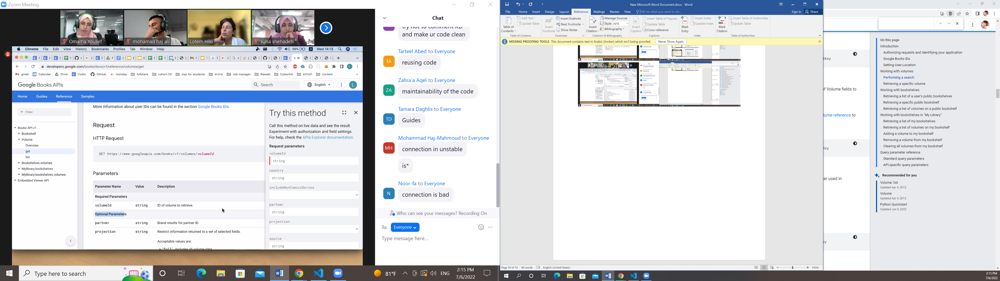 Zoom Meeting
Omama Yousef
mohamad haj ali
Lotem Hiki
suha shehadeh
Chrome File Edit View History Bookmarks Profiles Tab Window Help
89%
Wed 14:13
developers.google.com/books/docs/v1/reference/volumes/get
gmail Calendar Drive Codio GitHub monday fullstack cohort 23 mac for students מיונים Job manager Rawabi CyberArk לקוחות content
Google Books APIs
Search
English
L
Home Guides Reference Samples
Filter
Books API v1
Bookshelf
Volume
Overview
get
list
Bookshelves.volumes
Mylibrary.bookshelves
Mylibrary.bookshelves.volumes
Embedded Viewer API
More information about user IDs can be found in the section Google Books IDs.
Request
HTTP Request
GET https://www.googleapis.com/books/v1/volumes/volumeId
Parameters
Parameter Name Value Description
Required Parameters
volumeId string ID of volume to retrieve.
Optional Parameters
partner string Brand results for partner ID.
projection string Restrict information returned to a set of selected fields.
Acceptable values are:
"full" - Includes all volume data.
Try this method
Call this method on live data and see the result.
Experiment with authorization and field settings.
For help, check the APIs Explorer documentation.
Request parameters
volumeId
string
country
string
includeNonComicsSeries
partner
string
projection
source
string
Chat
try not to comment XD
and make ur code clean
Tarteel Abed to Everyone
TA
reusing code
Zahra'a Aqel to Everyone
ZA
maintainability of the code
Tamara Daghlis to Everyone
TD
Guides
Mohammad Haj-Mahmoud to Everyone
MH
connection in unstable
is*
Noor-fa to Everyone
N
connection is bad
Who can see your messages? Recording On
To: Everyone
Type message here...
Type here to search
81°F
ENG
2:15 PM
7/6/2022
New Microsoft Word Document.docx - Word
File Home Insert Design Layout References Mailings Review View Tell me what you want to do...
Sign in Share
Table of Contents
Add Text
Update Table
Table of Contents
Insert Footnote
Insert Endnote
Next Footnote
Show Notes
Footnotes
Insert Citation
Manage Sources
Style: APA
Bibliography
Citations & Bibliography
Insert Caption
Insert Table of Figures
Update Table
Cross-reference
Captions
Mark Entry
Insert Index
Update Index
Index
Mark Citation
Insert Table of Authorities
Update Table
Table of Authorities
MISSING PROOFING TOOLS This document contains text in Arabic (Jordan) which isn't being proofed. Never Show Again
Page 10 of 10 86 words English (United States)
100%
of Volume fields to
ume reference to
ter used in
On this page
Introduction
Authorizing requests and identifying your application
Google Books IDs
Setting User Location
Working with volumes
Performing a search
Retrieving a specific volume
Working with bookshelves
Retrieving a list of a user's public bookshelves
Retrieving a specific public bookshelf
Retrieving a list of volumes on a public bookshelf
Working with bookshelves in "My Library"
Retrieving a list of my bookshelves
Retrieving a list of volumes on my bookshelf
Adding a volume to my bookshelf
Removing a volume from my bookshelf
Clearing all volumes from my bookshelf
Query parameter reference
Standard query parameters
API-specific query parameters
Recommended for you
Volume: list
Updated Apr 4, 2012
Volume
Updated Apr 4, 2012
Python Quickstart
Updated Jun 9, 2022
2:15 PM
7/6/2022